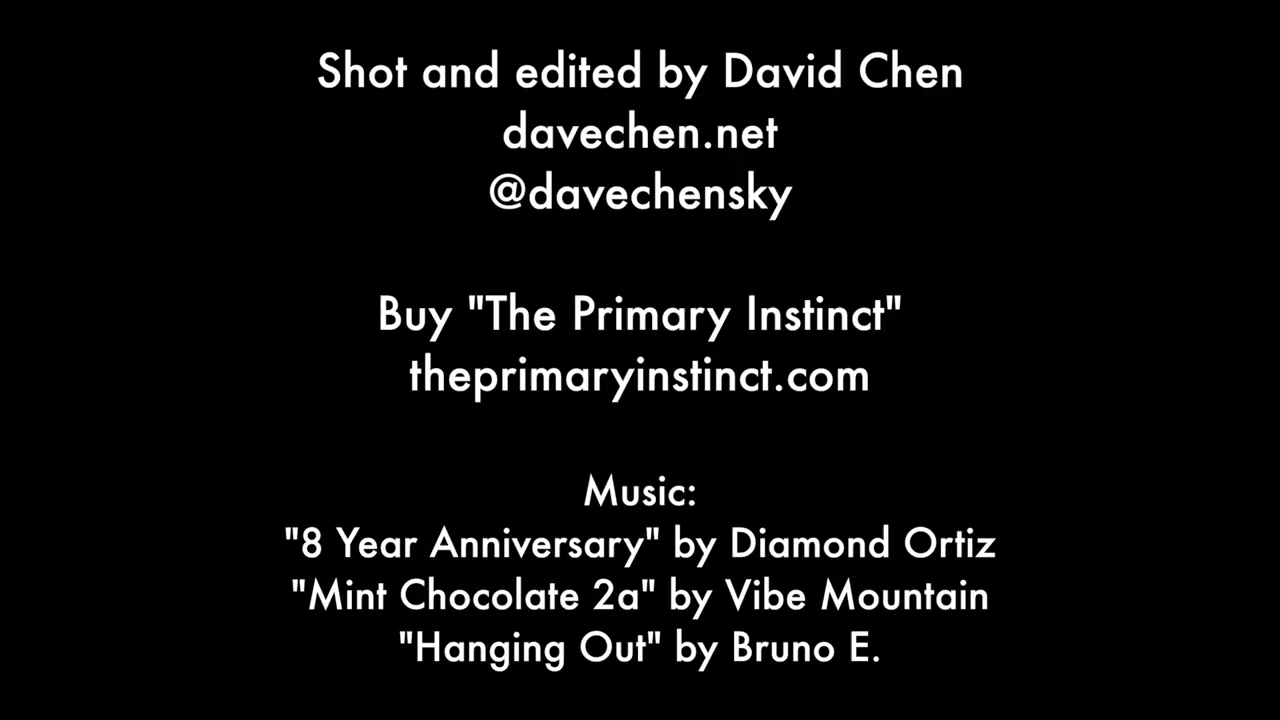 Shot and edited by David Chen
davechen.net
@davechensky
Buy "The Primary Instinct"
theprimaryinstinct.com
Music:
"8 Year Anniversary" by Diamond Ortiz
"Mint Chocolate 2a" by Vibe Mountain
"Hanging Out" by Bruno E.